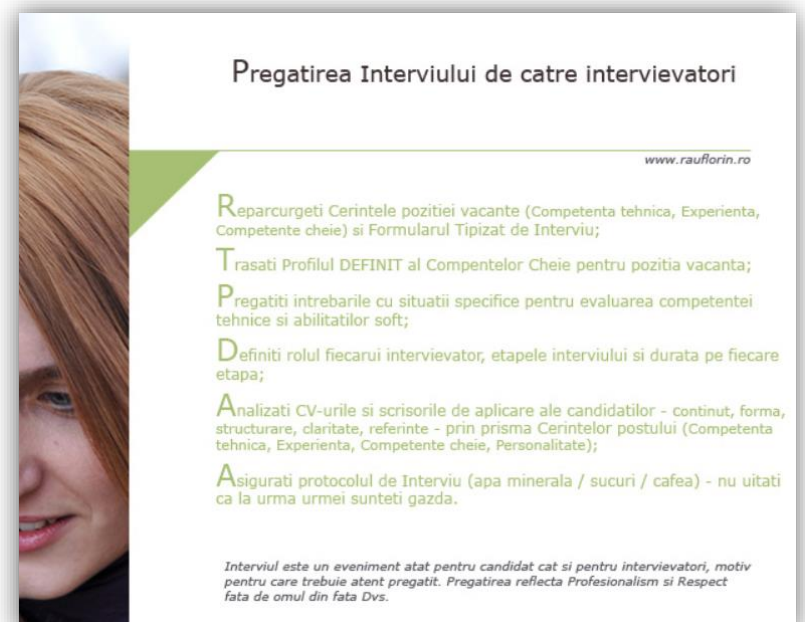 Pregatirea Interviului de catre intervievatori
www.rauflorin.ro
Reparcurgeti Cerintele pozitiei vacante (Competenta tehnica, Experienta,
Competente cheie) si Formularul Tipizat de Interviu;
Trasati Profilul DEFINIT al Compentelor Cheie pentru pozitia vacanta;
Pregatiti intrebarile cu situatii specifice pentru evaluarea competentei
tehnice si abilitatilor soft;
Definiti rolul fiecarui intervievator, etapele interviului si durata pe fiecare
etapa;
Analizati CV-urile si scrisorile de aplicare ale candidatilor - continut, forma,
structurare, claritate, referinte - prin prisma Cerintelor postului (Competenta
tehnica, Experienta, Competente cheie, Personalitate);
Asigurati protocolul de Interviu (apa minerala / sucuri / cafea) - nu uitati
ca la urma urmei sunteti gazda.
Interviul este un eveniment atat pentru candidat cat si pentru intervievatori, motiv
pentru care trebuie atent pregatit. Pregatirea reflecta Profesionalism si Respect
fata de omul din fata Dvs.